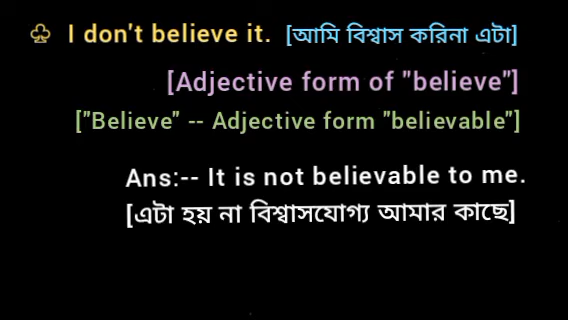 ♧ I don't believe it. [আমি বিশ্বাস করিনা এটা]
[Adjective form of "believe"]
["Believe" -- Adjective form "believable"]
Ans:-- It is not believable to me.
[এটা হয় না বিশ্বাসযোগ্য আমার কাছে]